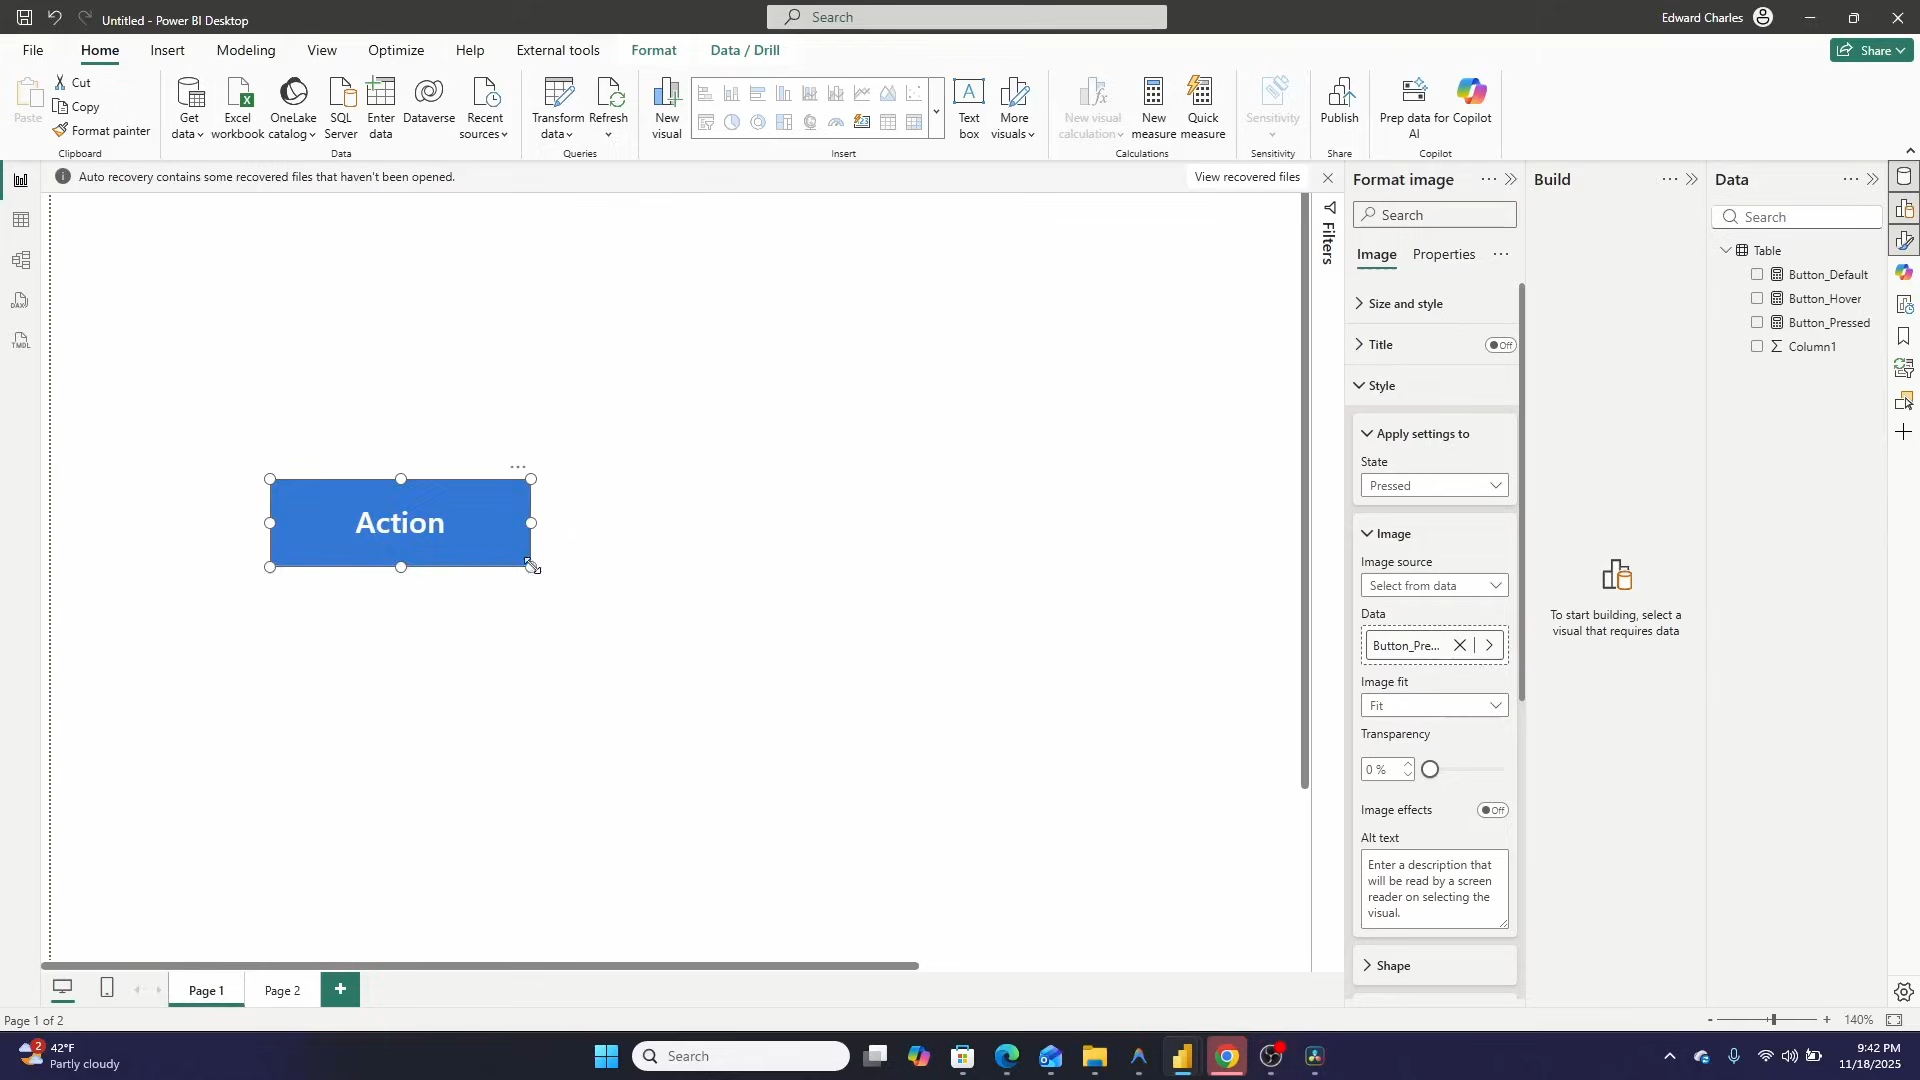 Untitled - Power BI Desktop
Search
Edward Charles
File
Home
Insert
Modeling
View
Optimize
Help
External tools
Format
Data / Drill
Share
Paste
Cut
Copy
Format painter
Clipboard
Get
data
Excel
workbook
OneLake
catalog
SQL
Server
Enter
data
Dataverse
Recent
sources
Data
Transform
data
Refresh
Queries
New
visual
Text
box
More
visuals
Insert
New visual
calculation
New
measure
Quick
measure
Calculations
Sensitivity
Sensitivity
Publish
Share
Prep data for
AI
Copilot
Copilot
Auto recovery contains some recovered files that haven't been opened.
View recovered files
Action
Filters
Format image
Search
Image
Properties
Size and style
Title
Off
Style
Apply settings to
State
Pressed
Image
Image source
Select from data
Data
Button_Pre...
Image fit
Fit
Transparency
0 %
Image effects
Off
Alt text
Enter a description that
will be read by a screen
reader on selecting the
visual.
Shape
Build
To start building, select a
visual that requires data
Data
Search
Table
Button_Default
Button_Hover
Button_Pressed
Column1
DAX
TMDL
Page 1
Page 2
Page 1 of 2
- + 140%
2
42°F
Partly cloudy
Search
9:42 PM
11/18/2025